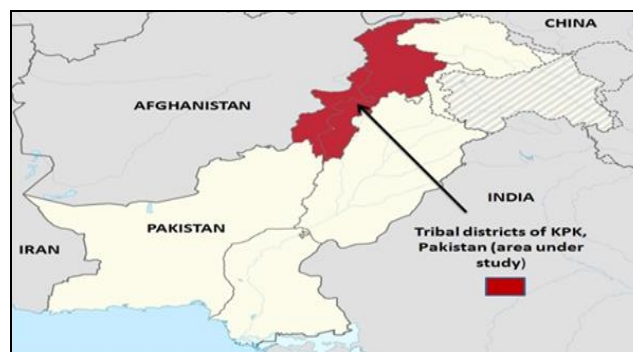 CHINA
AFGHANISTAN
INDIA
PAKISTAN
IRAN
Tribal districts of KPK,
Pakistan (area under
study)